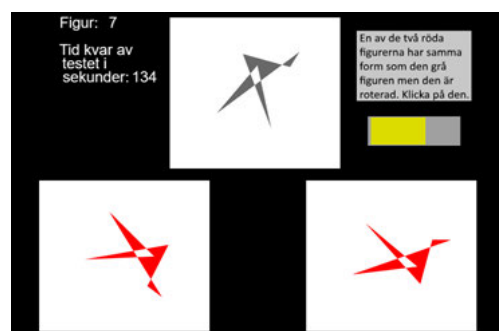 Figur: 7
Tid kvar av
testet i
sekunder: 134
En av de två röda
figurerna har samma
form som den grå
figuren men den är
roterad. Klicka på den.